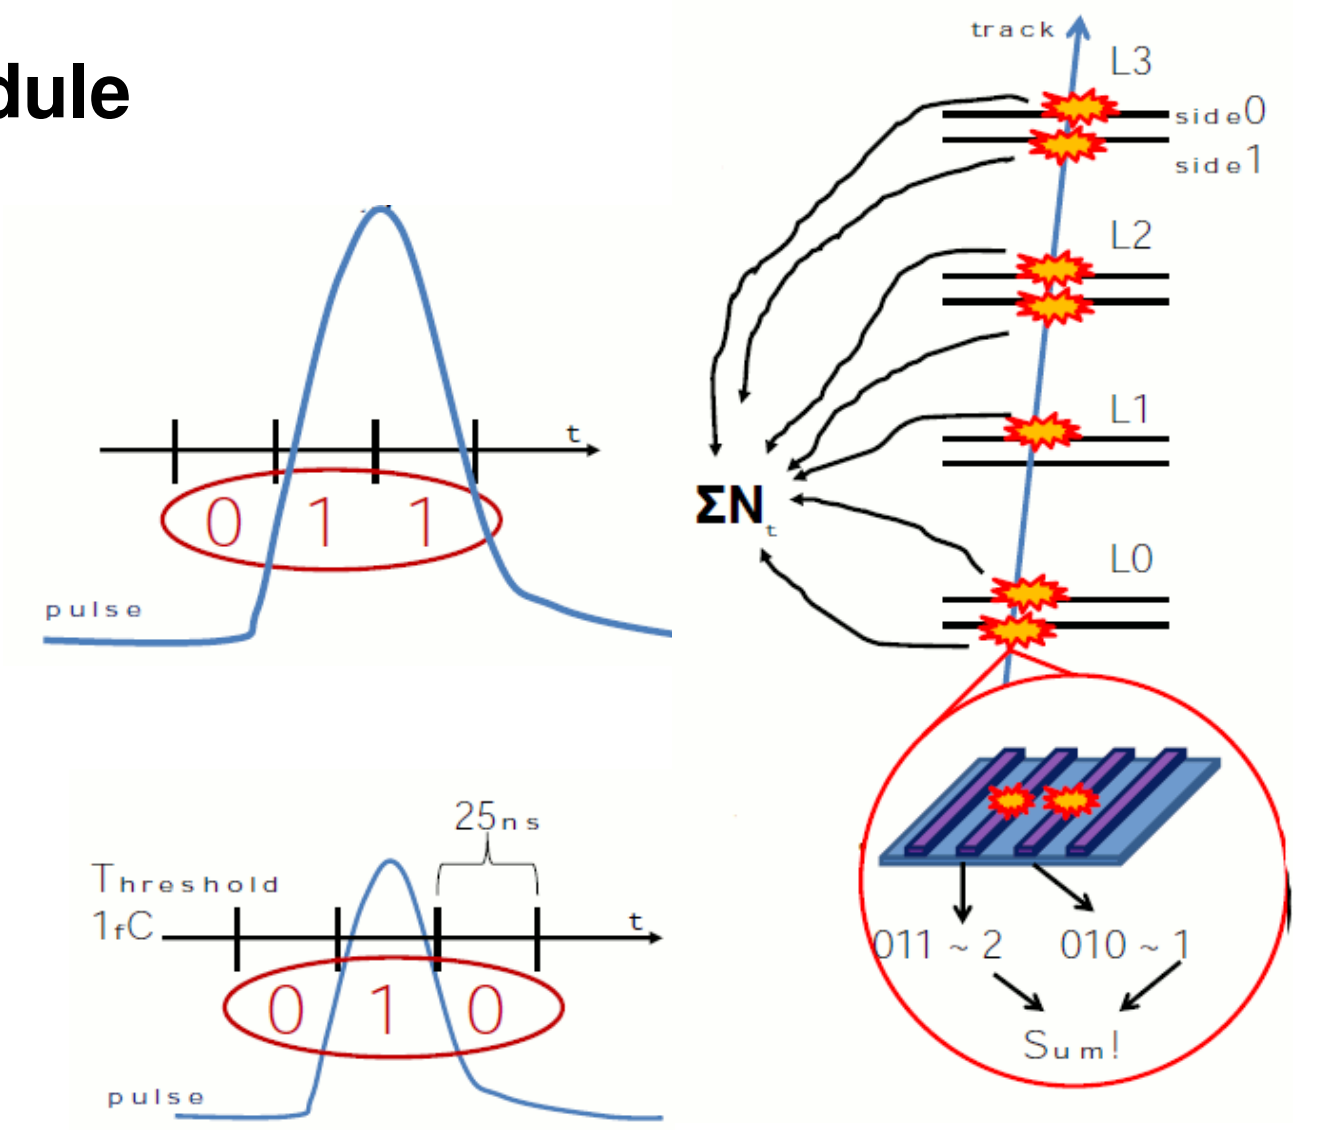 dule
track
L3
side0
side1
L2
t
L1
0 1 1
ΣNt
L0
pulse
25ns
Threshold
1fC
t
0 1 0
011 ~ 2 010 ~ 1
Sum!
pulse